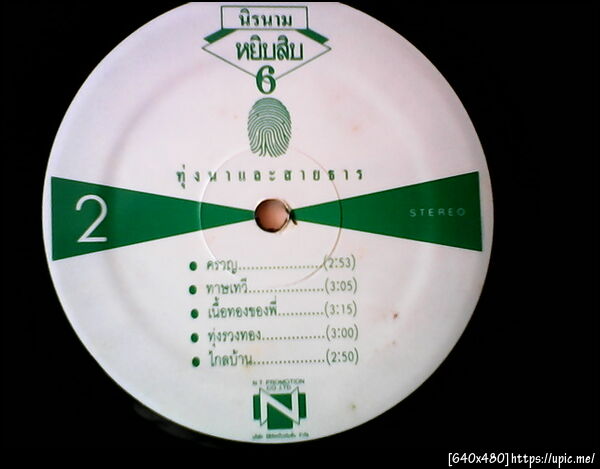 นิรนาม
หยิบสิบ
6
ทุ่งนาและสายธาร
2
STEREO
ครวญ....................(2:53)
ทาษเทวี..................(3:05)
เนื้อทองของพี่...........(3:15)
ทุ่งรวงทอง...............(3:00)
ไกลบ้าน.................(2:50)
N.T. PROMOTION
CO.,LTD.
N
[640x480]https://upic.me/